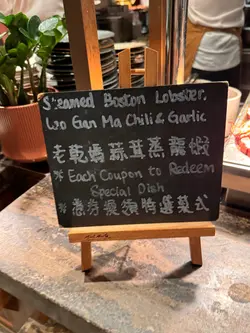 Steamed Boston Lobster.
Lao Gan Ma Chili & Garlic
老乾媽蒜茸蒸龍蝦
* Each Coupon to Redeem
Special Dish
* 憑券獲領特選菜式